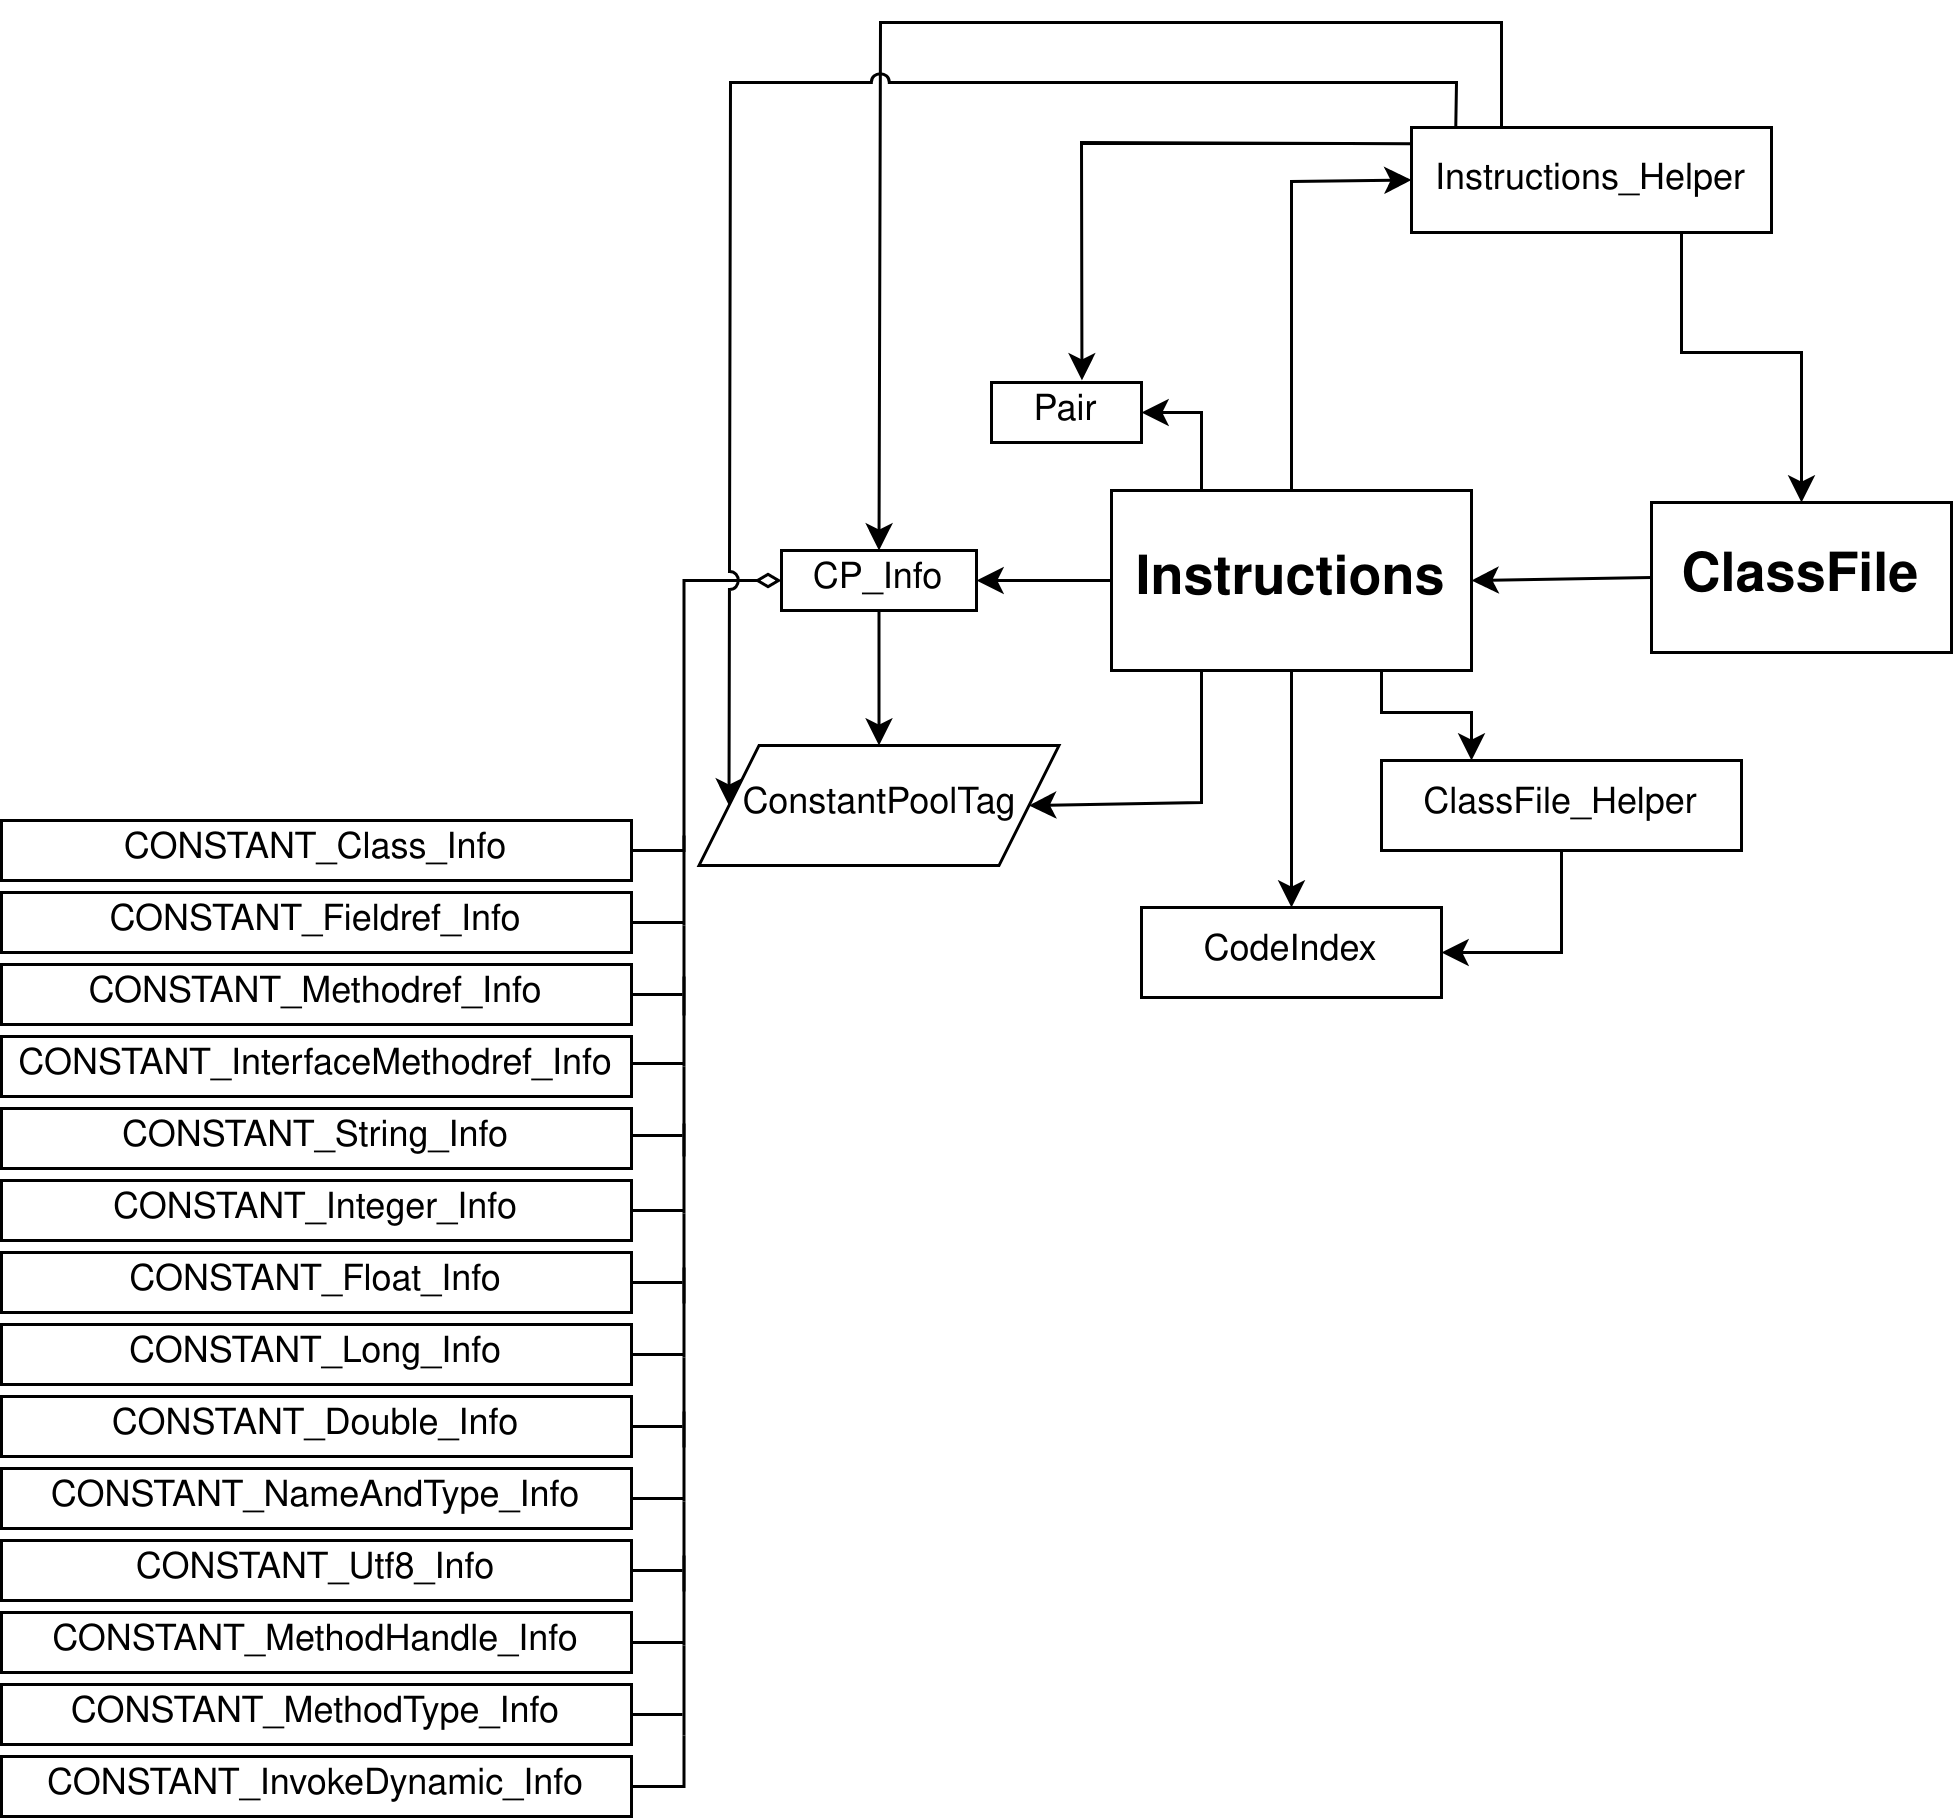 Instructions_Helper
Pair
CP_Info
Instructions
ClassFile
ConstantPoolTag
ClassFile_Helper
CodeIndex
CONSTANT_Class_Info
CONSTANT_Fieldref_Info
CONSTANT_Methodref_Info
CONSTANT_InterfaceMethodref_Info
CONSTANT_String_Info
CONSTANT_Integer_Info
CONSTANT_Float_Info
CONSTANT_Long_Info
CONSTANT_Double_Info
CONSTANT_NameAndType_Info
CONSTANT_Utf8_Info
CONSTANT_MethodHandle_Info
CONSTANT_MethodType_Info
CONSTANT_InvokeDynamic_Info